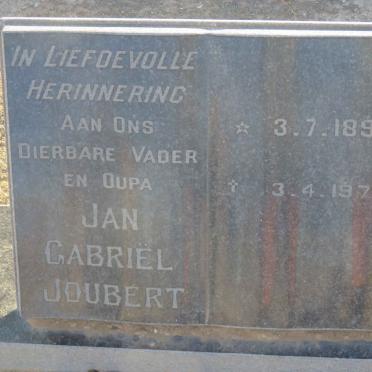 IN LIEFDEVOLLE
HERINNERING
AAN ONS
DIERBARE VADER
EN OUPA
JAN
GABRIËL
JOUBERT
* 3.7.189
† 3.4.197